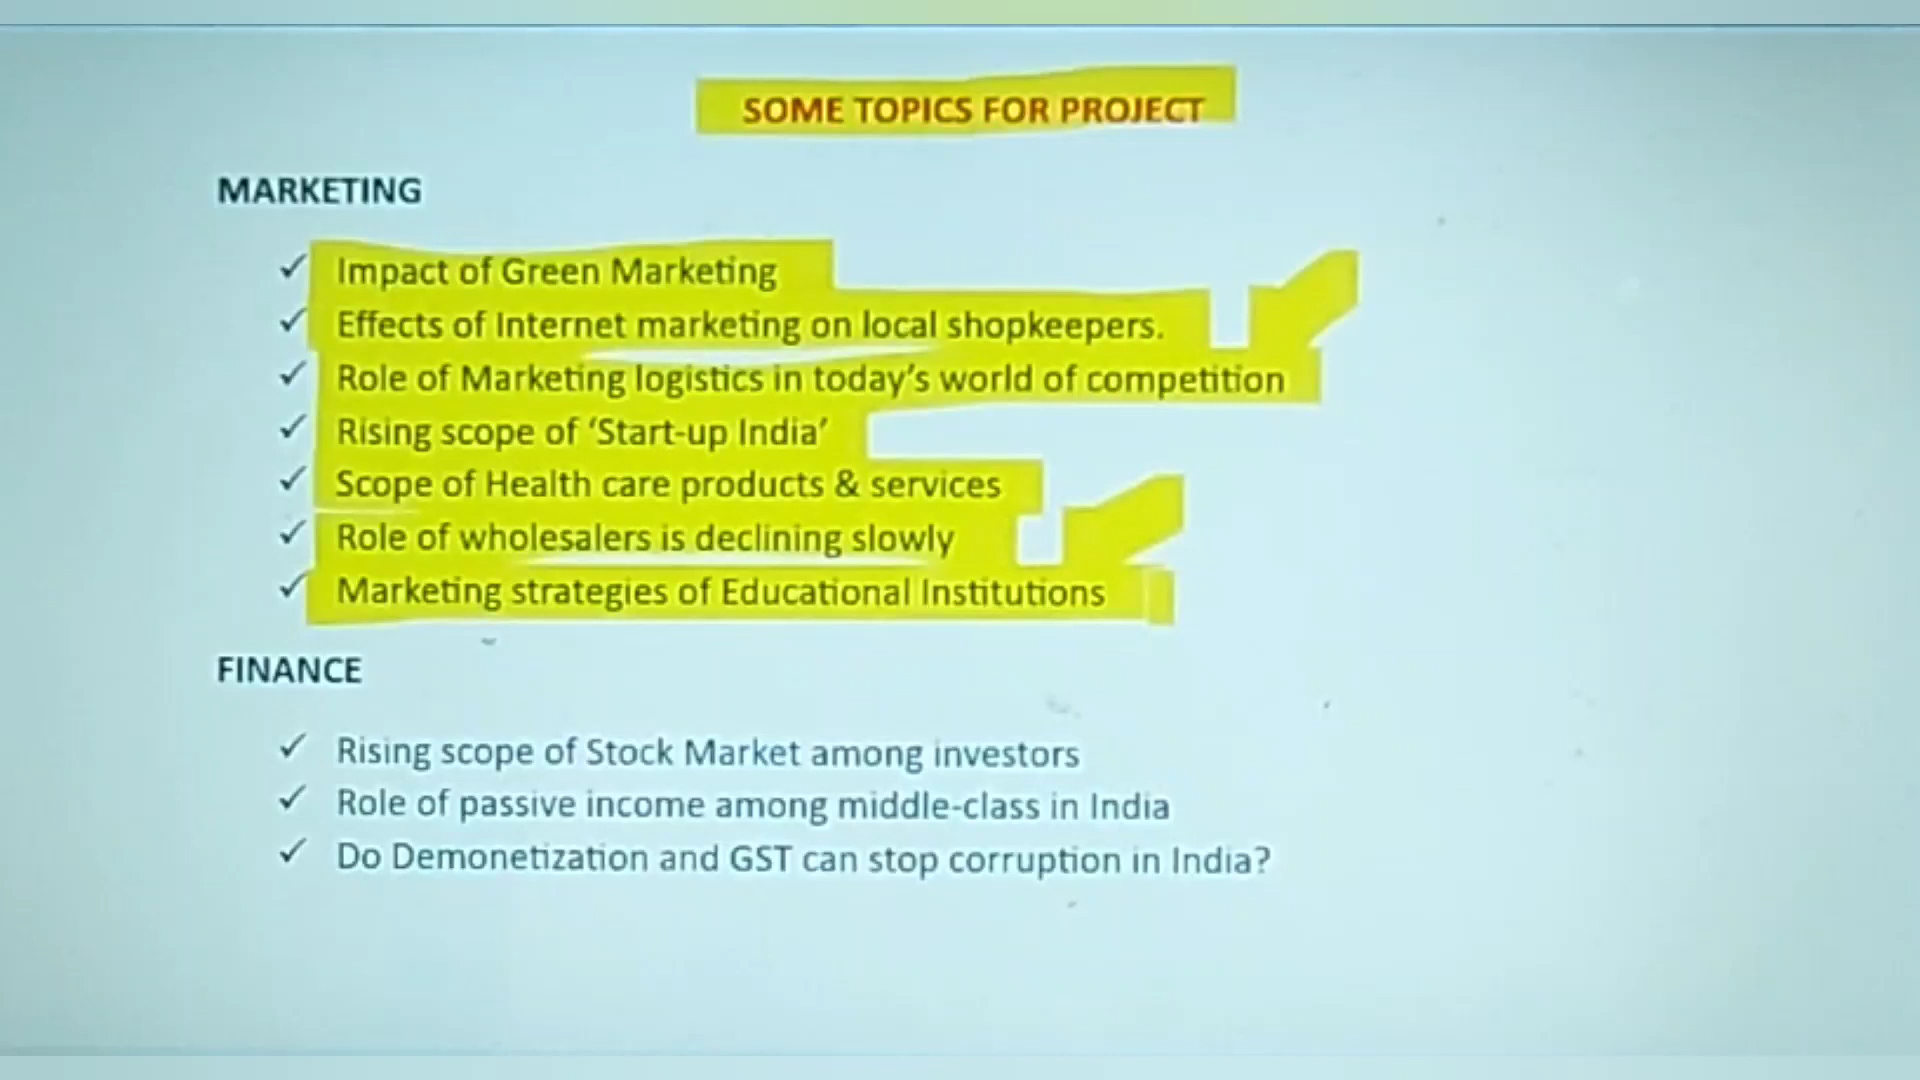 SOME TOPICS FOR PROJECT
MARKETING
✓ Impact of Green Marketing
✓ Effects of Internet marketing on local shopkeepers.
✓ Role of Marketing logistics in today’s world of competition
✓ Rising scope of ‘Start-up India’
✓ Scope of Health care products & services
✓ Role of wholesalers is declining slowly
✓ Marketing strategies of Educational Institutions
FINANCE
✓ Rising scope of Stock Market among investors
✓ Role of passive income among middle-class in India
✓ Do Demonetization and GST can stop corruption in India?